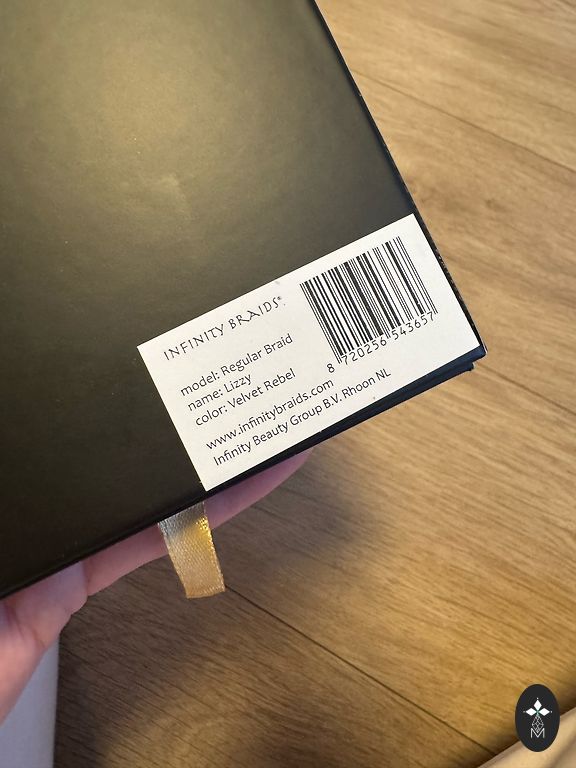 INFINITY BRAIDS®
model: Regular Braid
name: Lizzy
color: Velvet Rebel
www.infinitybraids.com
Infinity Beauty Group B.V. Rhoon NL
8 720256 543657
M